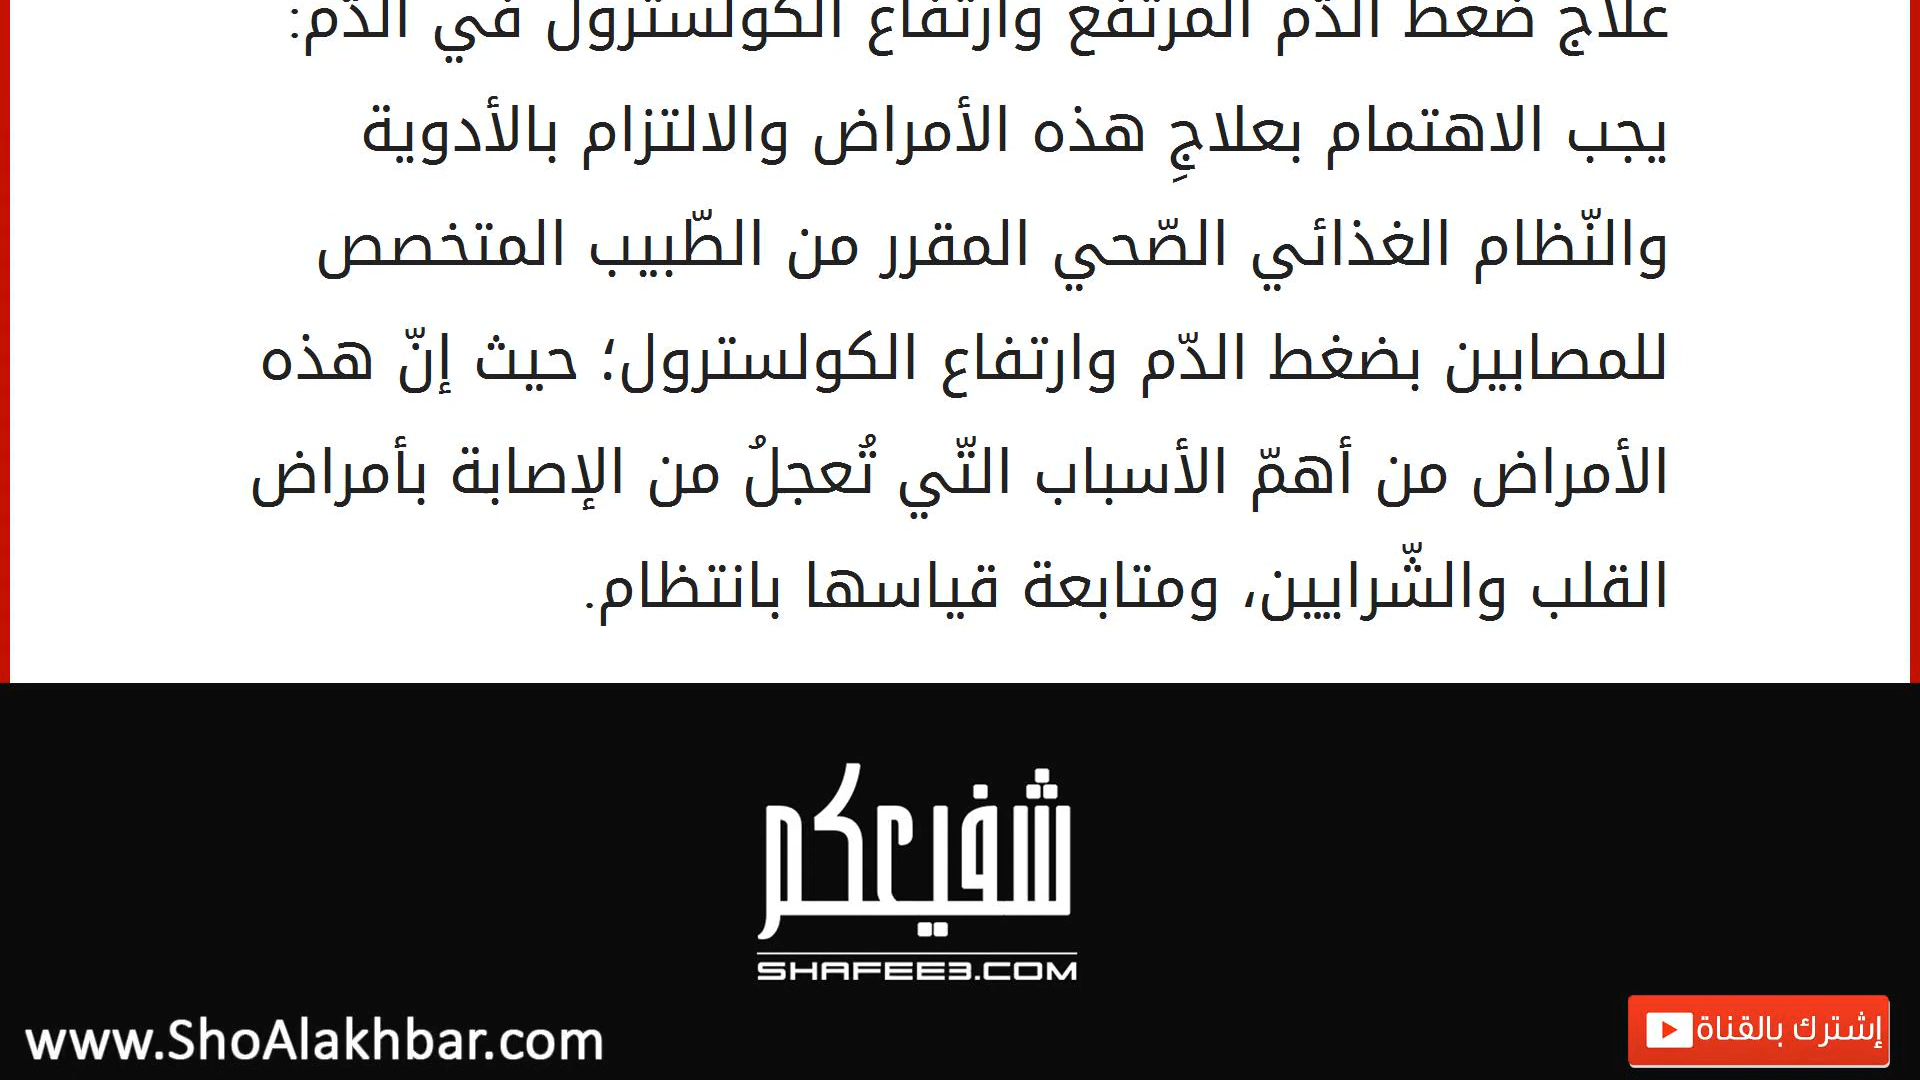 علاج ضغط الدّم المرتفع وارتفاع الكولسترول في الدّم:
يجب الاهتمام بعلاجِ هذه الأمراض والالتزام بالأدوية
والنّظام الغذائي الصّحي المقرر من الطّبيب المتخصص
للمصابين بضغط الدّم وارتفاع الكولسترول؛ حيث إنّ هذه
الأمراض من أهمّ الأسباب التّي تُعجلُ من الإصابة بأمراض
القلب والشّرايين، ومتابعة قياسها بانتظام.
شفيعكم
SHAFEE3.COM
www.ShoAlakhbar.com
إشترك بالقناة